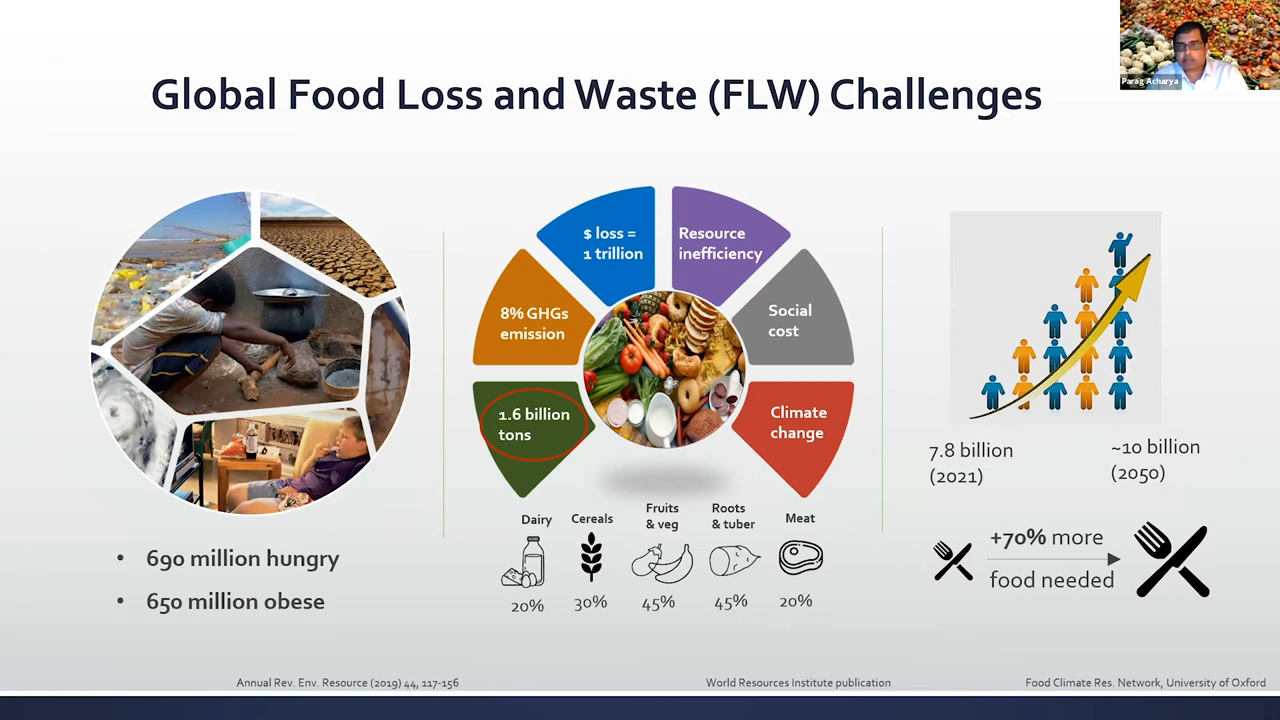 Parag Acharya
Global Food Loss and Waste (FLW) Challenges
690 million hungry
650 million obese
$ loss =
1 trillion
Resource
inefficiency
8% GHGs
emission
Social
cost
1.6 billion
tons
Climate
change
Dairy
Cereals
Fruits
& veg
Roots
& tuber
Meat
20%
30%
45%
45%
20%
7.8 billion
(2021)
~10 billion
(2050)
+70% more
food needed
Annual Rev. Env. Resource (2019) 44, 117-156
World Resources Institute publication
Food Climate Res. Network, University of Oxford